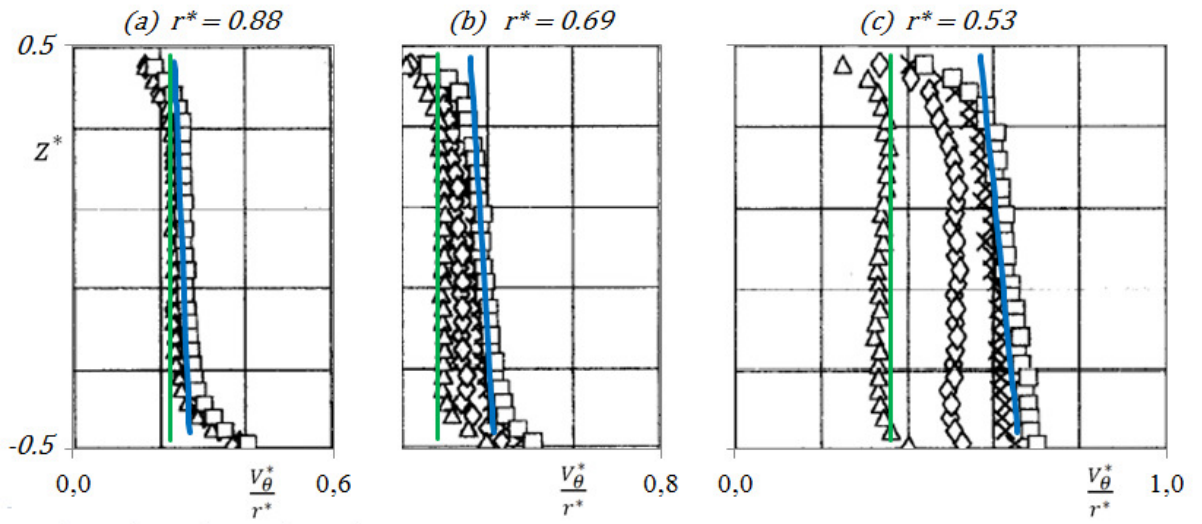 (a) r* = 0.88
(b) r* = 0.69
(c) r* = 0.53
0.5
Z*
-0.5
0,0
V*θ/r*
0,6
V*θ/r*
0,8
0,0
V*θ/r*
1,0